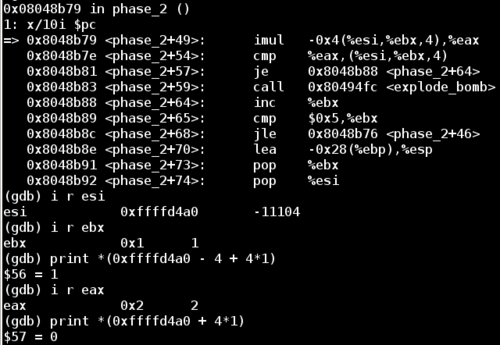 0x08048b79 in phase_2 ()
1: x/10i $pc
=> 0x8048b79 <phase_2+49>: imul -0x4(%esi,%ebx,4),%eax
0x8048b7e <phase_2+54>: cmp %eax,(%esi,%ebx,4)
0x8048b81 <phase_2+57>: je 0x8048b88 <phase_2+64>
0x8048b83 <phase_2+59>: call 0x80494fc <explode_bomb>
0x8048b88 <phase_2+64>: inc %ebx
0x8048b89 <phase_2+65>: cmp $0x5,%ebx
0x8048b8c <phase_2+68>: jle 0x8048b76 <phase_2+46>
0x8048b8e <phase_2+70>: lea -0x28(%ebp),%esp
0x8048b91 <phase_2+73>: pop %ebx
0x8048b92 <phase_2+74>: pop %esi
(gdb) i r esi
esi 0xffffd4a0 -11104
(gdb) i r ebx
ebx 0x1 1
(gdb) print *(0xffffd4a0 - 4 + 4*1)
$56 = 1
(gdb) i r eax
eax 0x2 2
(gdb) print *(0xffffd4a0 + 4*1)
$57 = 0